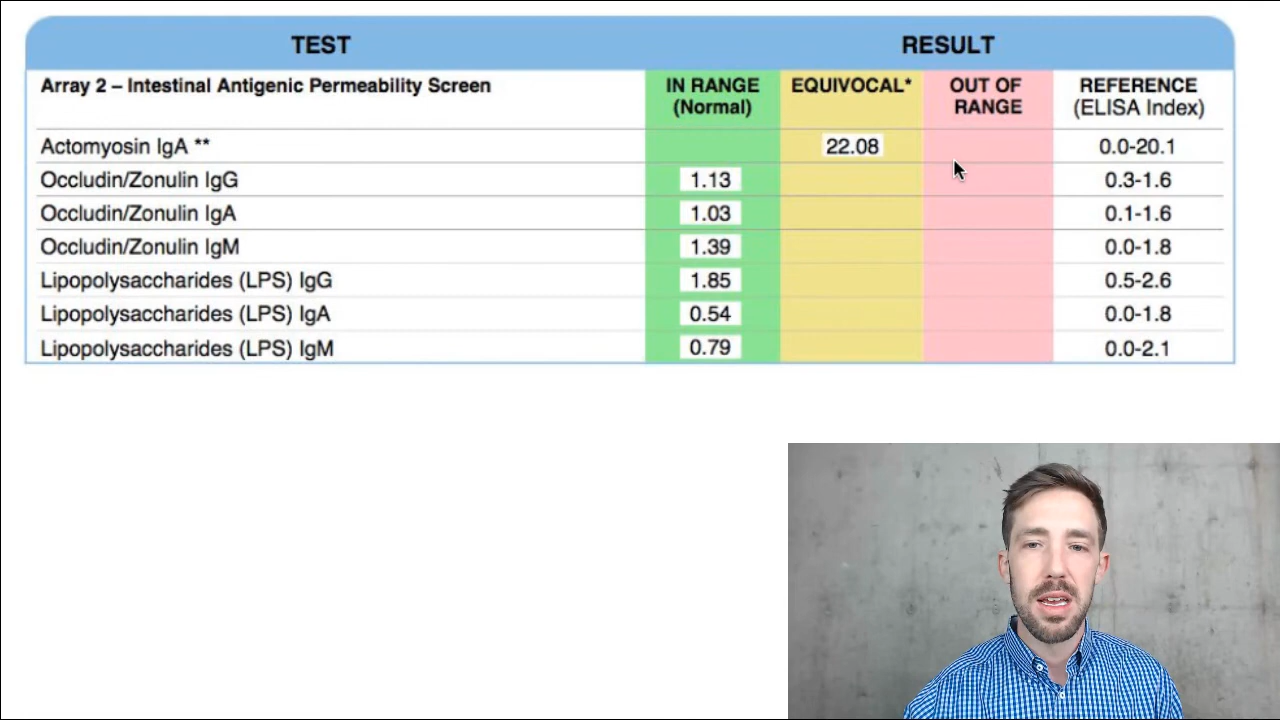 TEST RESULT
Array 2 – Intestinal Antigenic Permeability Screen IN RANGE (Normal) EQUIVOCAL* OUT OF RANGE REFERENCE (ELISA Index)
Actomyosin IgA ** 22.08 0.0-20.1
Occludin/Zonulin IgG 1.13 0.3-1.6
Occludin/Zonulin IgA 1.03 0.1-1.6
Occludin/Zonulin IgM 1.39 0.0-1.8
Lipopolysaccharides (LPS) IgG 1.85 0.5-2.6
Lipopolysaccharides (LPS) IgA 0.54 0.0-1.8
Lipopolysaccharides (LPS) IgM 0.79 0.0-2.1